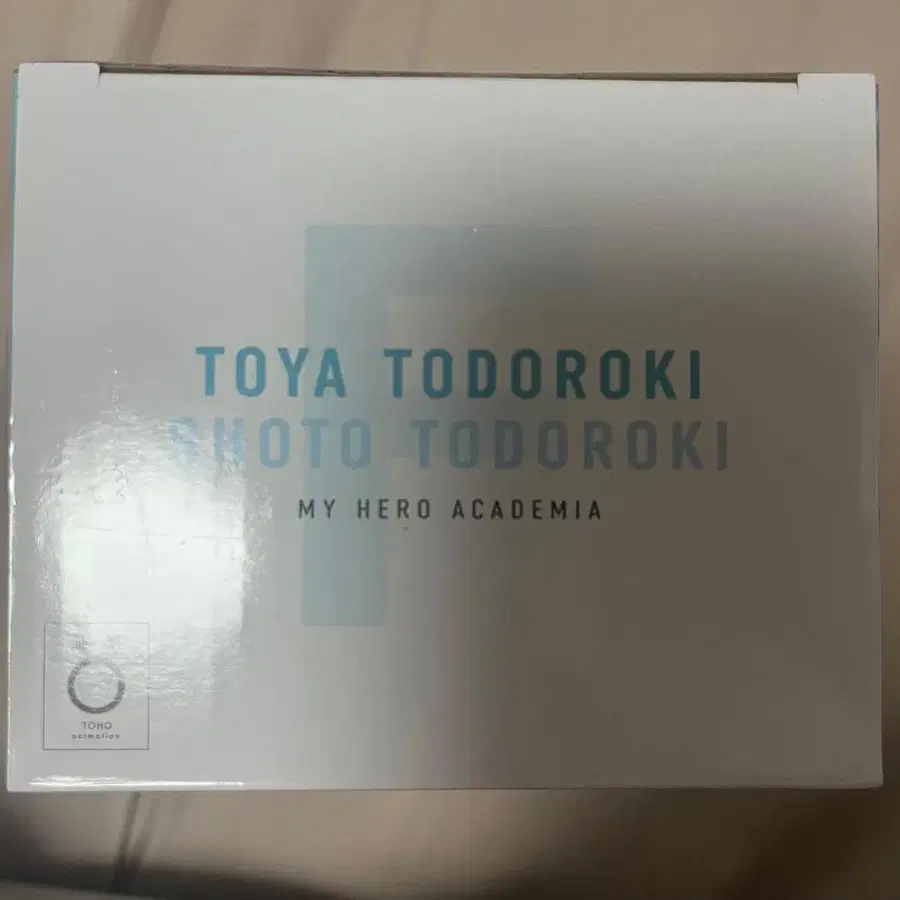 TOYA TODOROKI
SHOTO TODOROKI
MY HERO ACADEMIA
TOHO
animation